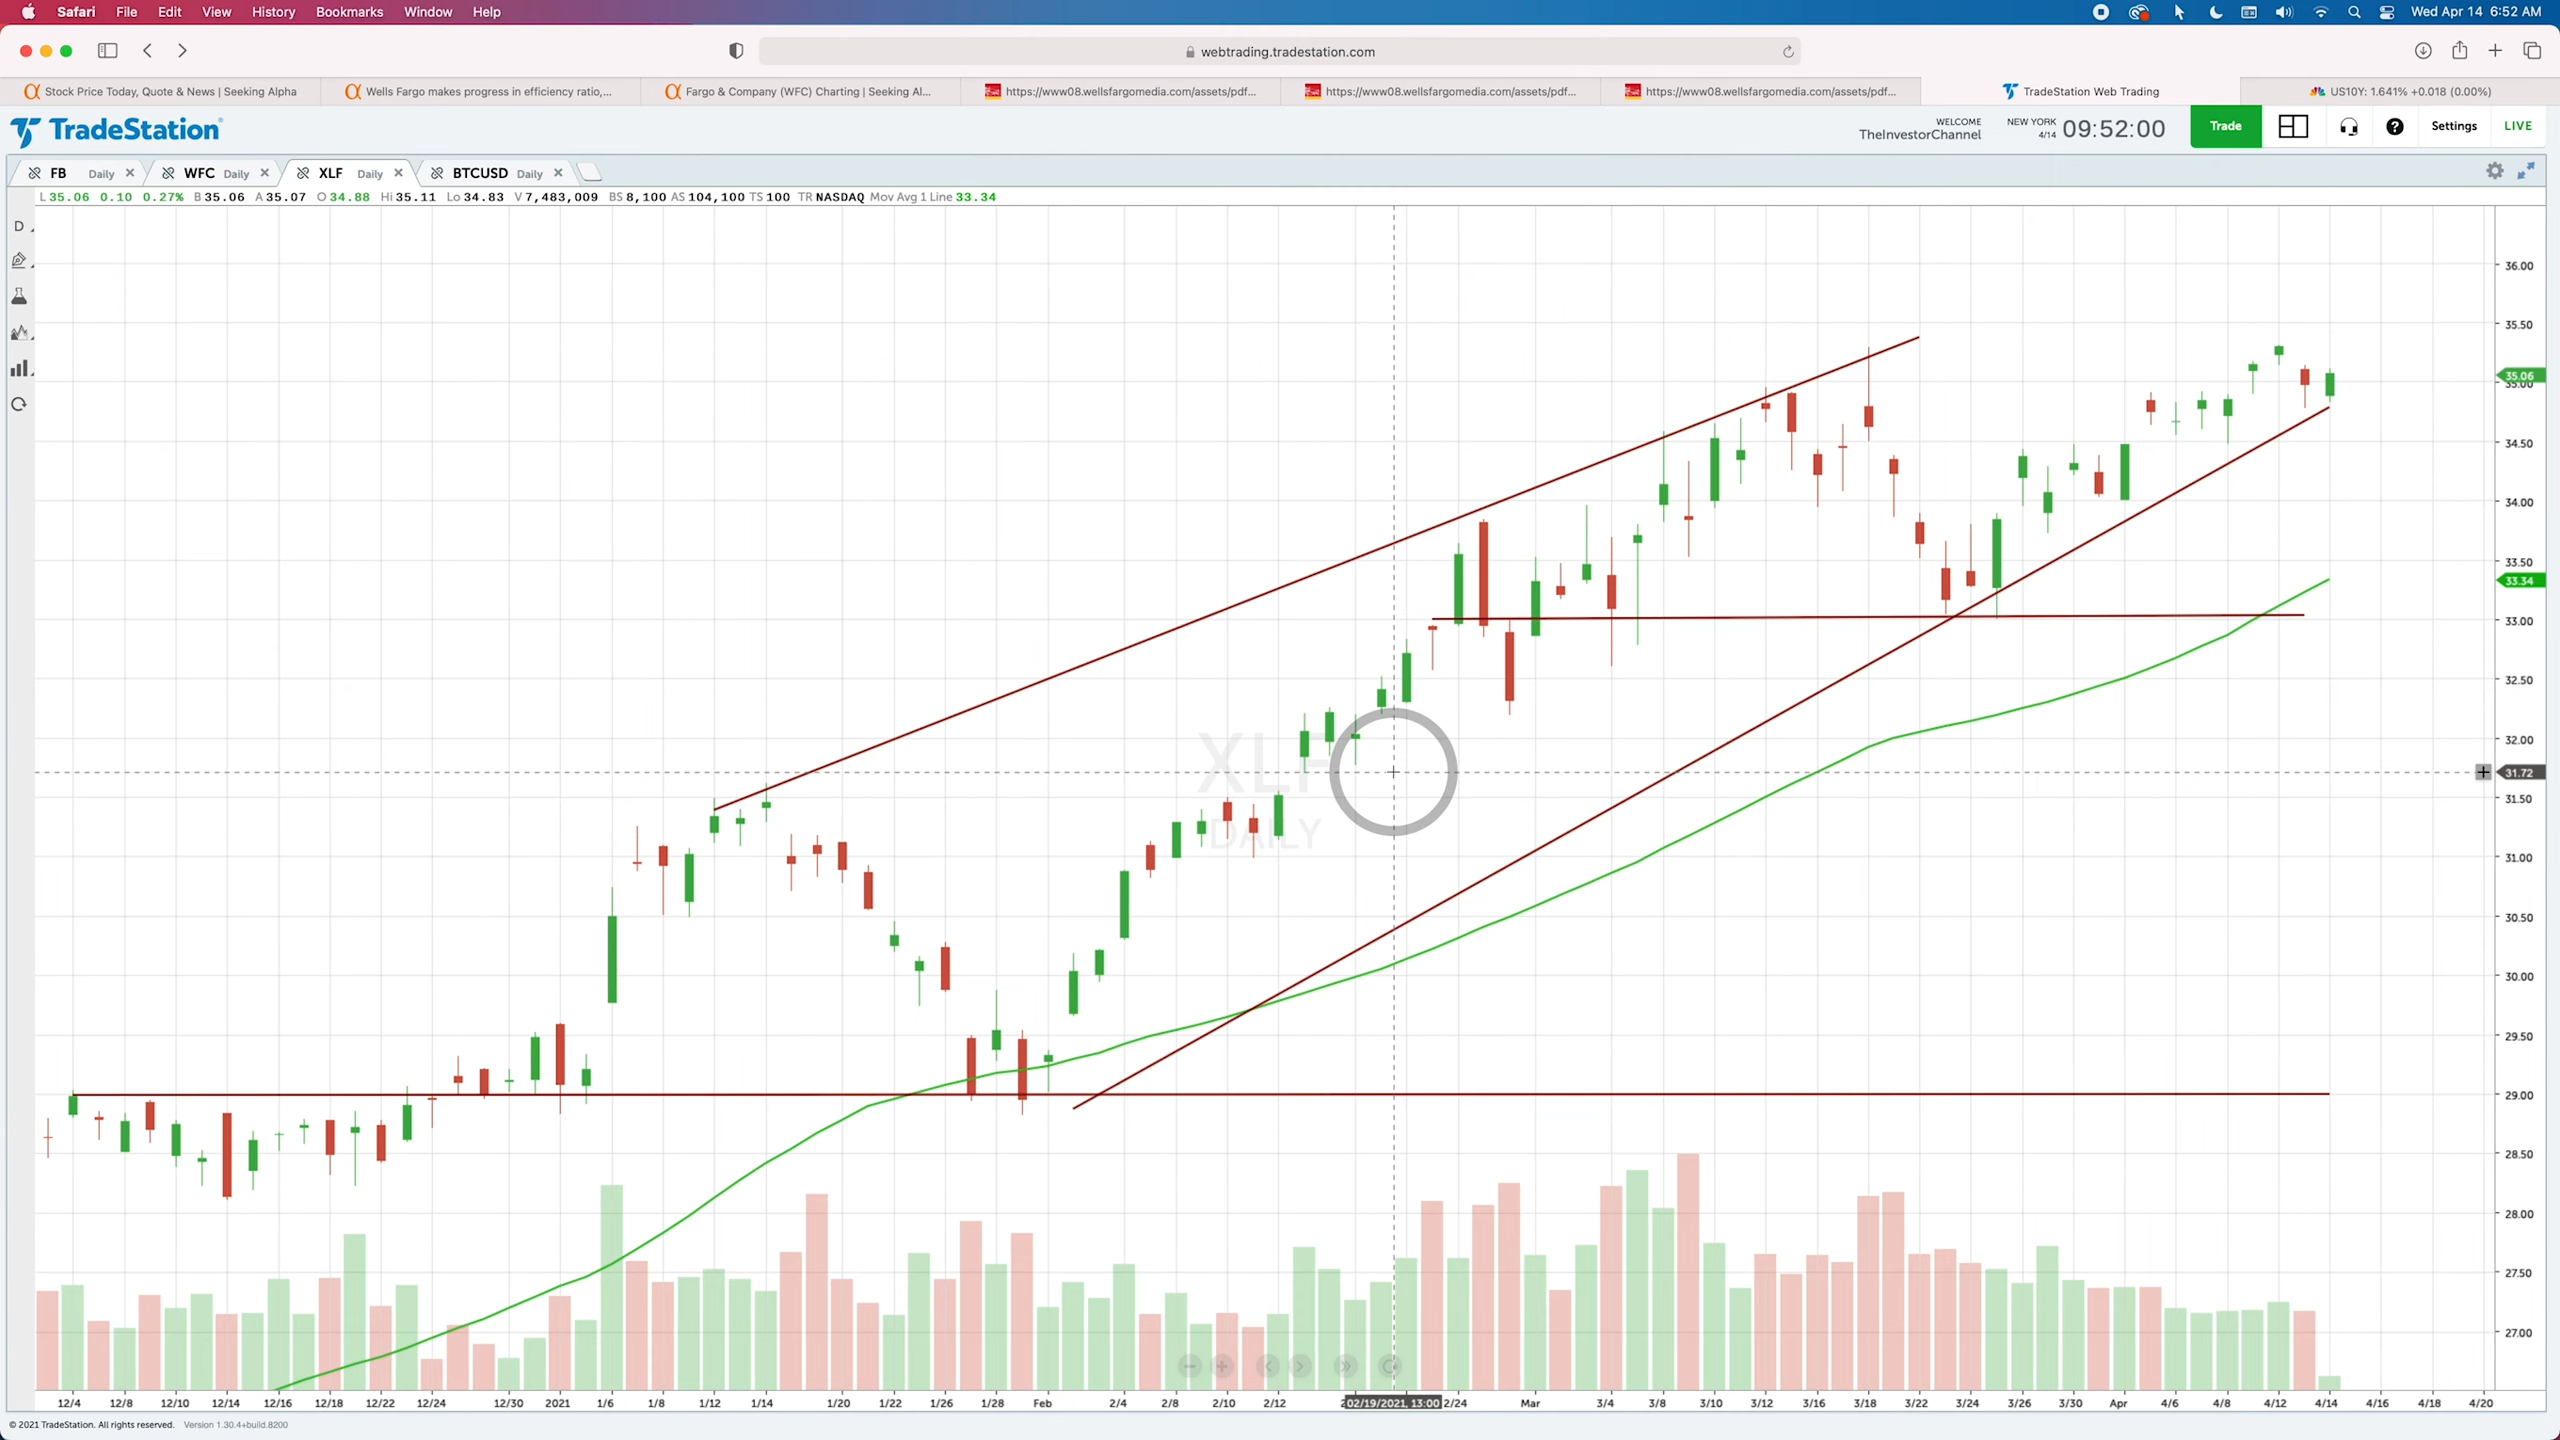 Safari File Edit View History Bookmarks Window Help Wed Apr 14 6:52 AM
webtrading.tradestation.com
Stock Price Today, Quote & News | Seeking Alpha Wells Fargo makes progress in efficiency ratio,... Fargo & Company (WFC) Charting | Seeking Al... https://www08.wellsfargomedia.com/assets/pdf... https://www08.wellsfargomedia.com/assets/pdf... https://www08.wellsfargomedia.com/assets/pdf... TradeStation Web Trading US10Y: 1.641% +0.018 (0.00%)
TradeStation WELCOME TheInvestorChannel NEW YORK 4/14 09:52:00 Trade Settings LIVE
FB Daily WFC Daily XLF Daily BTCUSD Daily
L 35.06 0.10 0.27% B 35.06 A 35.07 O 34.88 Hi 35.11 Lo 34.83 V 7,483,009 BS 8,100 AS 104,100 TS 100 TR NASDAQ Mov Avg 1 Line 33.34
D
36.00
35.50
35.06
35.00
34.50
34.00
33.50
33.34
33.00
32.50
32.00
XLF
31.72
31.50
DAILY
31.00
30.50
30.00
29.50
29.00
28.50
28.00
27.50
27.00
12/4 12/8 12/10 12/14 12/16 12/18 12/22 12/24 12/30 2021 1/6 1/8 1/12 1/14 1/20 1/22 1/26 1/28 Feb 2/4 2/8 2/10 2/12 02/19/2021, 13:00 2/24 Mar 3/4 3/8 3/10 3/12 3/16 3/18 3/22 3/24 3/26 3/30 Apr 4/6 4/8 4/12 4/14 4/16 4/18 4/20
© 2021 TradeStation. All rights reserved. Version 1.30.4+build.8200